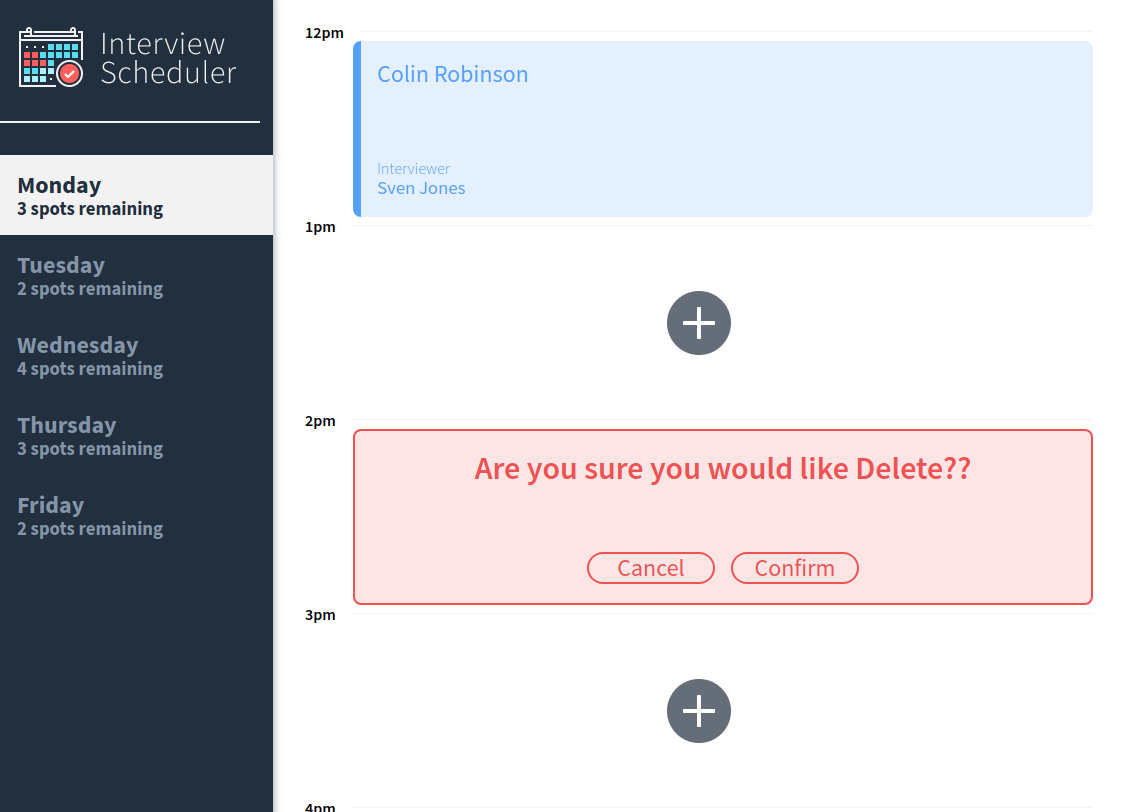 Interview
Scheduler
Monday
3 spots remaining
Tuesday
2 spots remaining
Wednesday
4 spots remaining
Thursday
3 spots remaining
Friday
2 spots remaining
12pm
Colin Robinson
Interviewer
Sven Jones
1pm
2pm
Are you sure you would like Delete??
Cancel Confirm
3pm
4pm